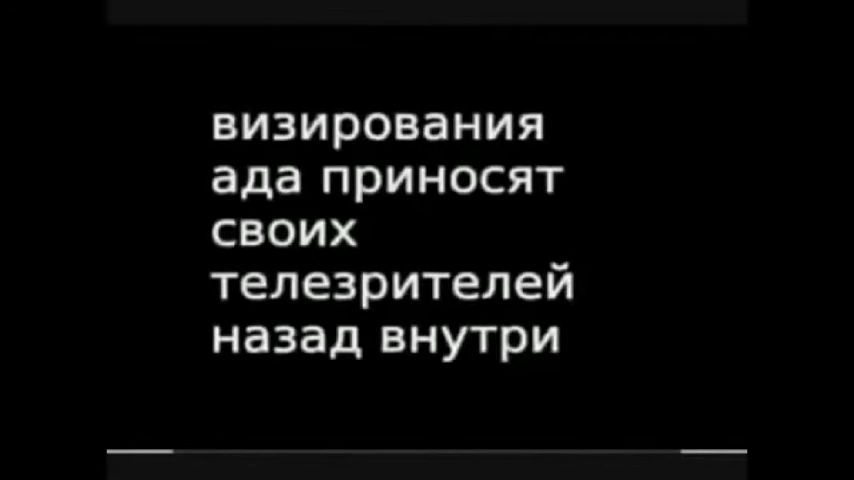 визирования
ада приносят
своих
телезрителей
назад внутри